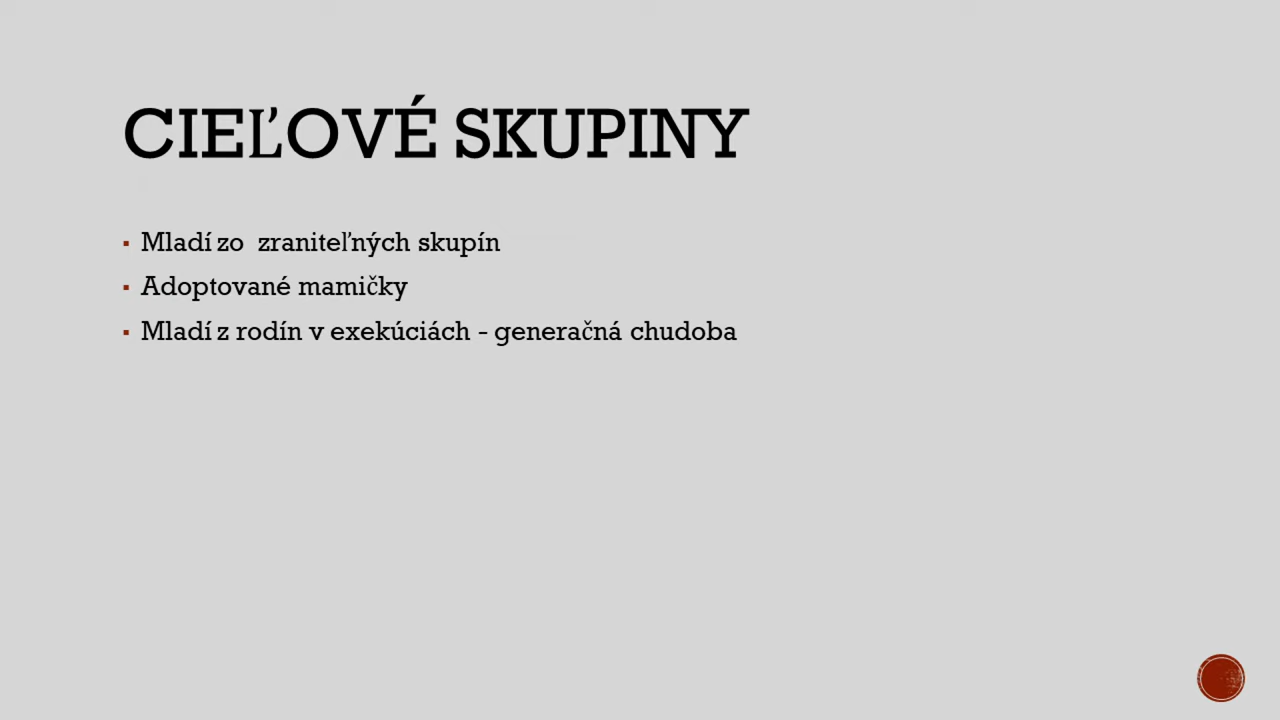 CIEĽOVÉ SKUPINY
▪ Mladí zo  zraniteľných skupín
▪ Adoptované mamičky
▪ Mladí z rodín v exekúciách - generačná chudoba